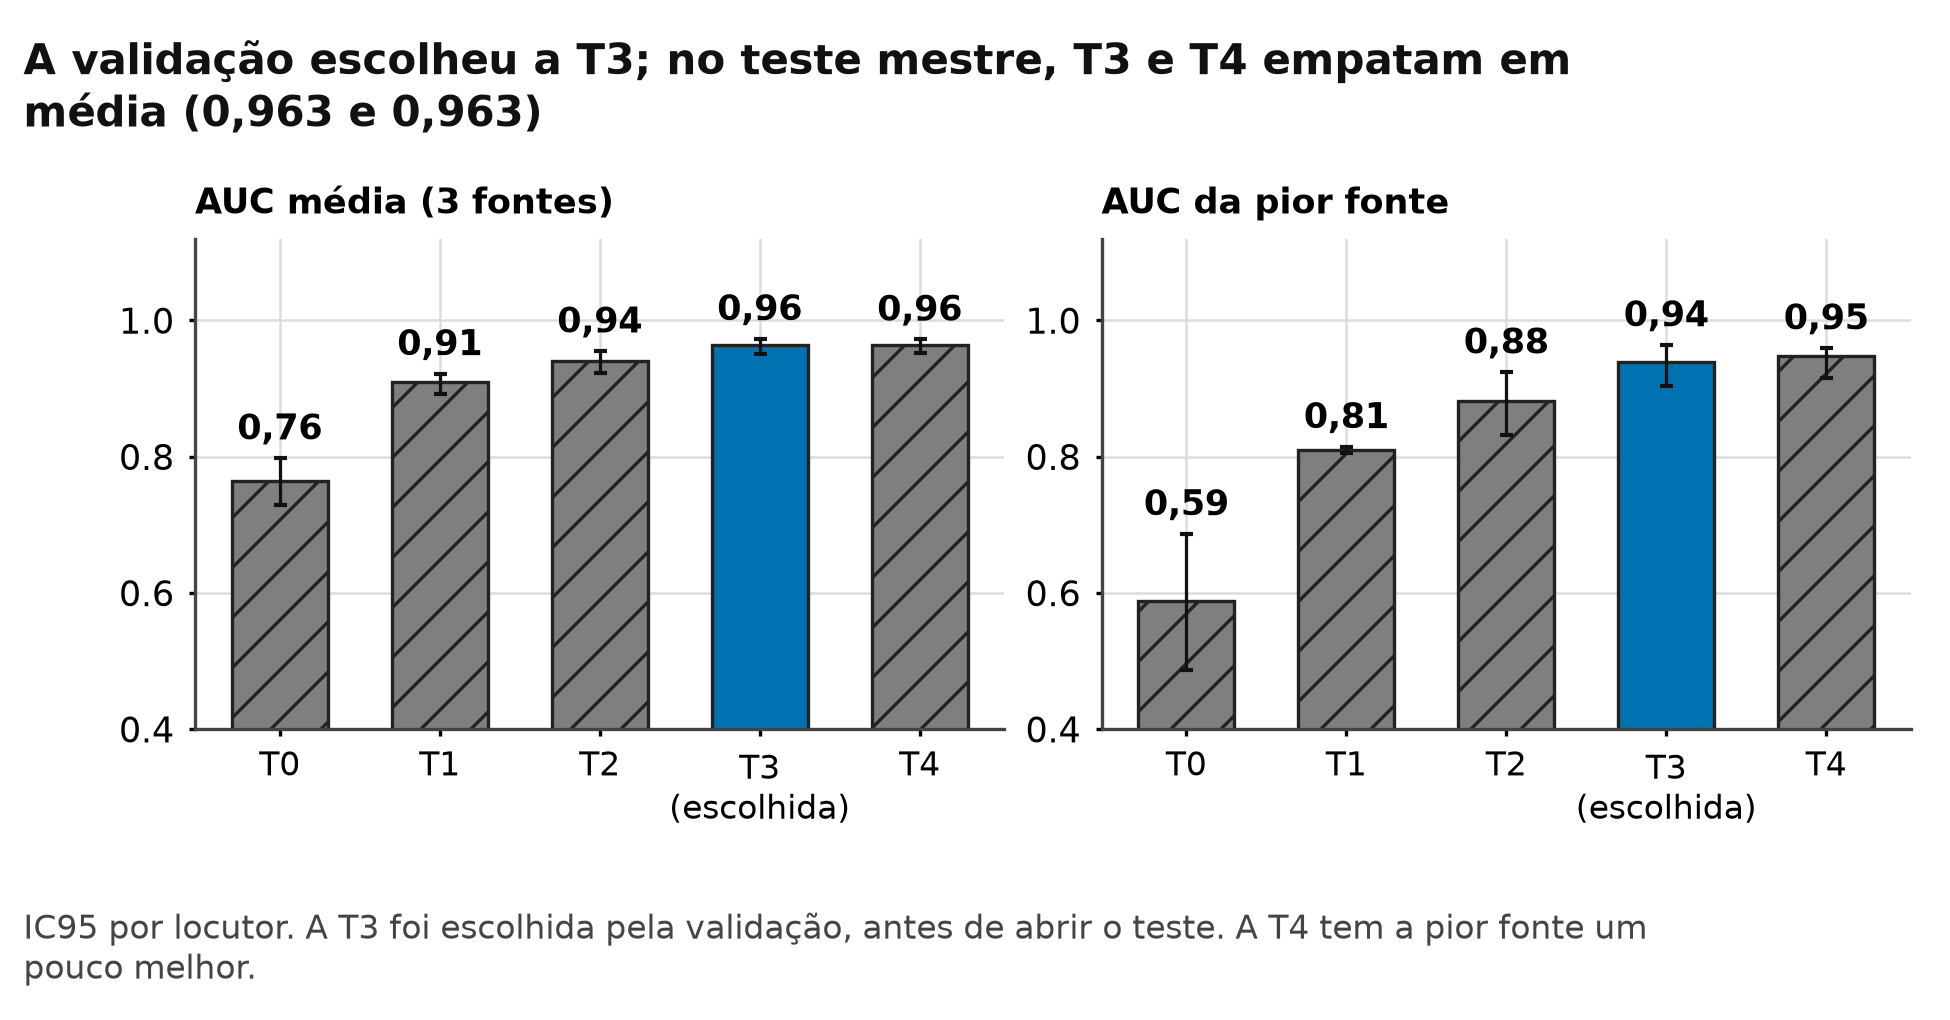 A validação escolheu a T3; no teste mestre, T3 e T4 empatam em
média (0,963 e 0,963)
AUC média (3 fontes)
1.0
0.8
0.6
0.4
0,76
0,91
0,94
0,96
0,96
T0
T1
T2
T3
(escolhida)
T4
AUC da pior fonte
1.0
0.8
0.6
0.4
0,59
0,81
0,88
0,94
0,95
T0
T1
T2
T3
(escolhida)
T4
IC95 por locutor. A T3 foi escolhida pela validação, antes de abrir o teste. A T4 tem a pior fonte um
pouco melhor.